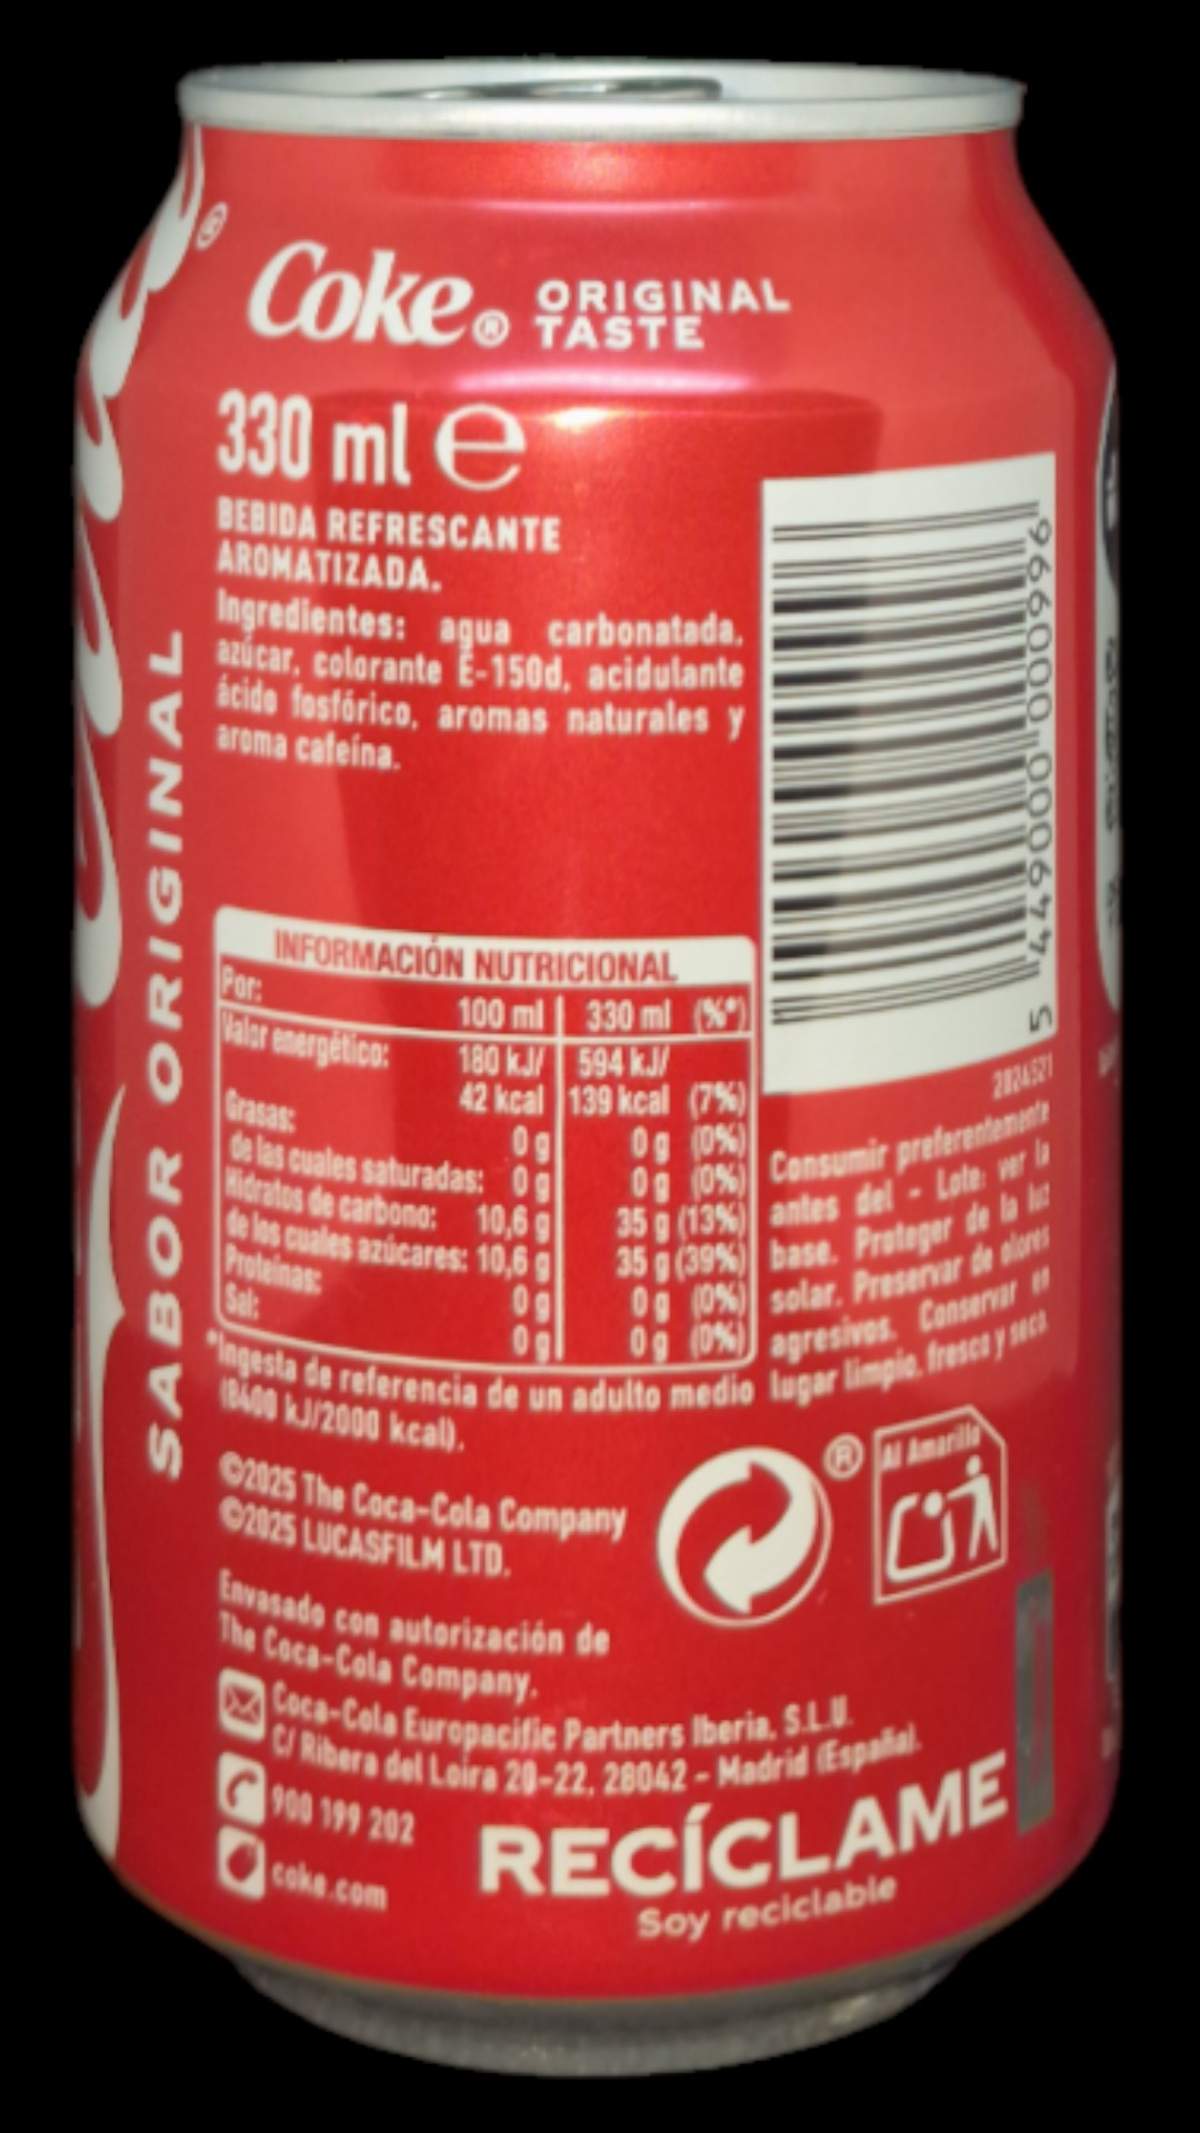 Coke® ORIGINAL
TASTE
330 ml e
BEBIDA REFRESCANTE
AROMATIZADA.
Ingredientes: agua carbonatada,
azúcar, colorante E-150d, acidulante
ácido fosfórico, aromas naturales y
aroma cafeína.
SABOR ORIGINAL
INFORMACIÓN NUTRICIONAL
Por: 100 ml 330 ml (%*)
Valor energético: 180 kJ/ 594 kJ/
42 kcal 139 kcal (7%)
Grasas: 0 g 0 g (0%)
de las cuales saturadas: 0 g 0 g (0%)
Hidratos de carbono: 10,6 g 35 g (13%)
de los cuales azúcares: 10,6 g 35 g (39%)
Proteínas: 0 g 0 g (0%)
Sal: 0 g 0 g (0%)
*Ingesta de referencia de un adulto medio
(8400 kJ/2000 kcal).
5 449000 000996
2824521
Consumir preferentemente
antes del - Lote: ver la
base. Proteger de la luz
solar. Preservar de olores
agresivos. Conservar en
lugar limpio, fresco y seco.
©2025 The Coca-Cola Company
©2025 LUCASFILM LTD.
®
Al Amarillo
Envasado con autorización de
The Coca-Cola Company.
Coca-Cola Europacific Partners Iberia, S.L.U.
C/ Ribera del Loira 20-22, 28042 - Madrid (España).
900 199 202
coke.com
RECÍCLAME
Soy reciclable